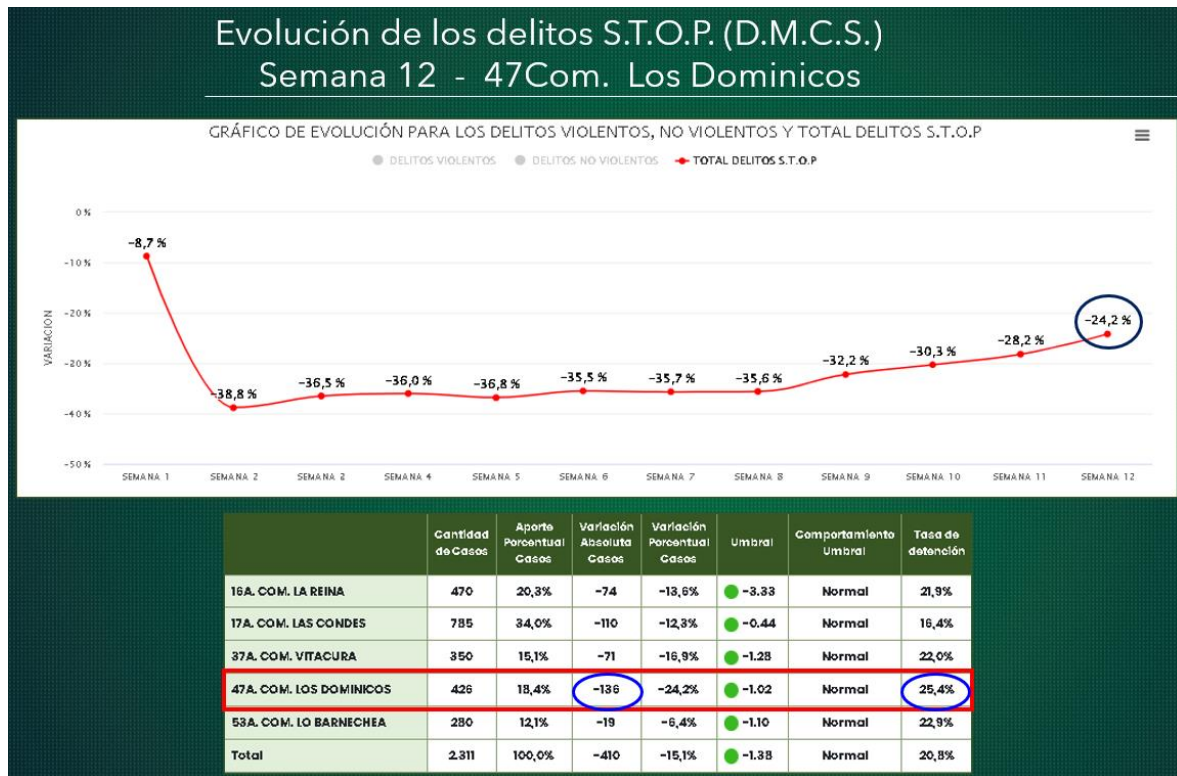 Evolución de los delitos S.T.O.P. (D.M.C.S.)
Semana 12 - 47Com. Los Dominicos
GRÁFICO DE EVOLUCIÓN PARA LOS DELITOS VIOLENTOS, NO VIOLENTOS Y TOTAL DELITOS S.T.O.P
DELITOS VIOLENTOS DELITOS NO VIOLENTOS TOTAL DELITOS S.T.O.P
VARIACION
0 %
-10 %
-20 %
-20 %
-40 %
-50 %
-8,7 %
-38,8 %
-36,5 %
-36,0 %
-36,8 %
-35,5 %
-35,7 %
-35,6 %
-32,2 %
-30,3 %
-28,2 %
-24,2 %
SEMANA 1 SEMANA 2 SEMANA 2 SEMANA 4 SEMANA 5 SEMANA 6 SEMANA 7 SEMANA 8 SEMANA 9 SEMANA 10 SEMANA 11 SEMANA 12
Cantidad de Casos Aporte Porcentual Casos Variación Absoluta Casos Variación Porcentual Casos Umbral Comportamiento Umbral Tasa de detención
16A. COM. LA REINA 470 20,3% -74 -13,6% -3.33 Normal 21,9%
17A. COM. LAS CONDES 785 34,0% -110 -12,3% -0.44 Normal 16,4%
37A. COM. VITACURA 350 15,1% -71 -16,9% -1.28 Normal 22,0%
47A. COM. LOS DOMINICOS 426 18,4% -136 -24,2% -1.02 Normal 25,4%
53A. COM. LO BARNECHEA 280 12,1% -19 -6,4% -1.10 Normal 22,9%
Total 2.311 100,0% -410 -15,1% -1.38 Normal 20,8%